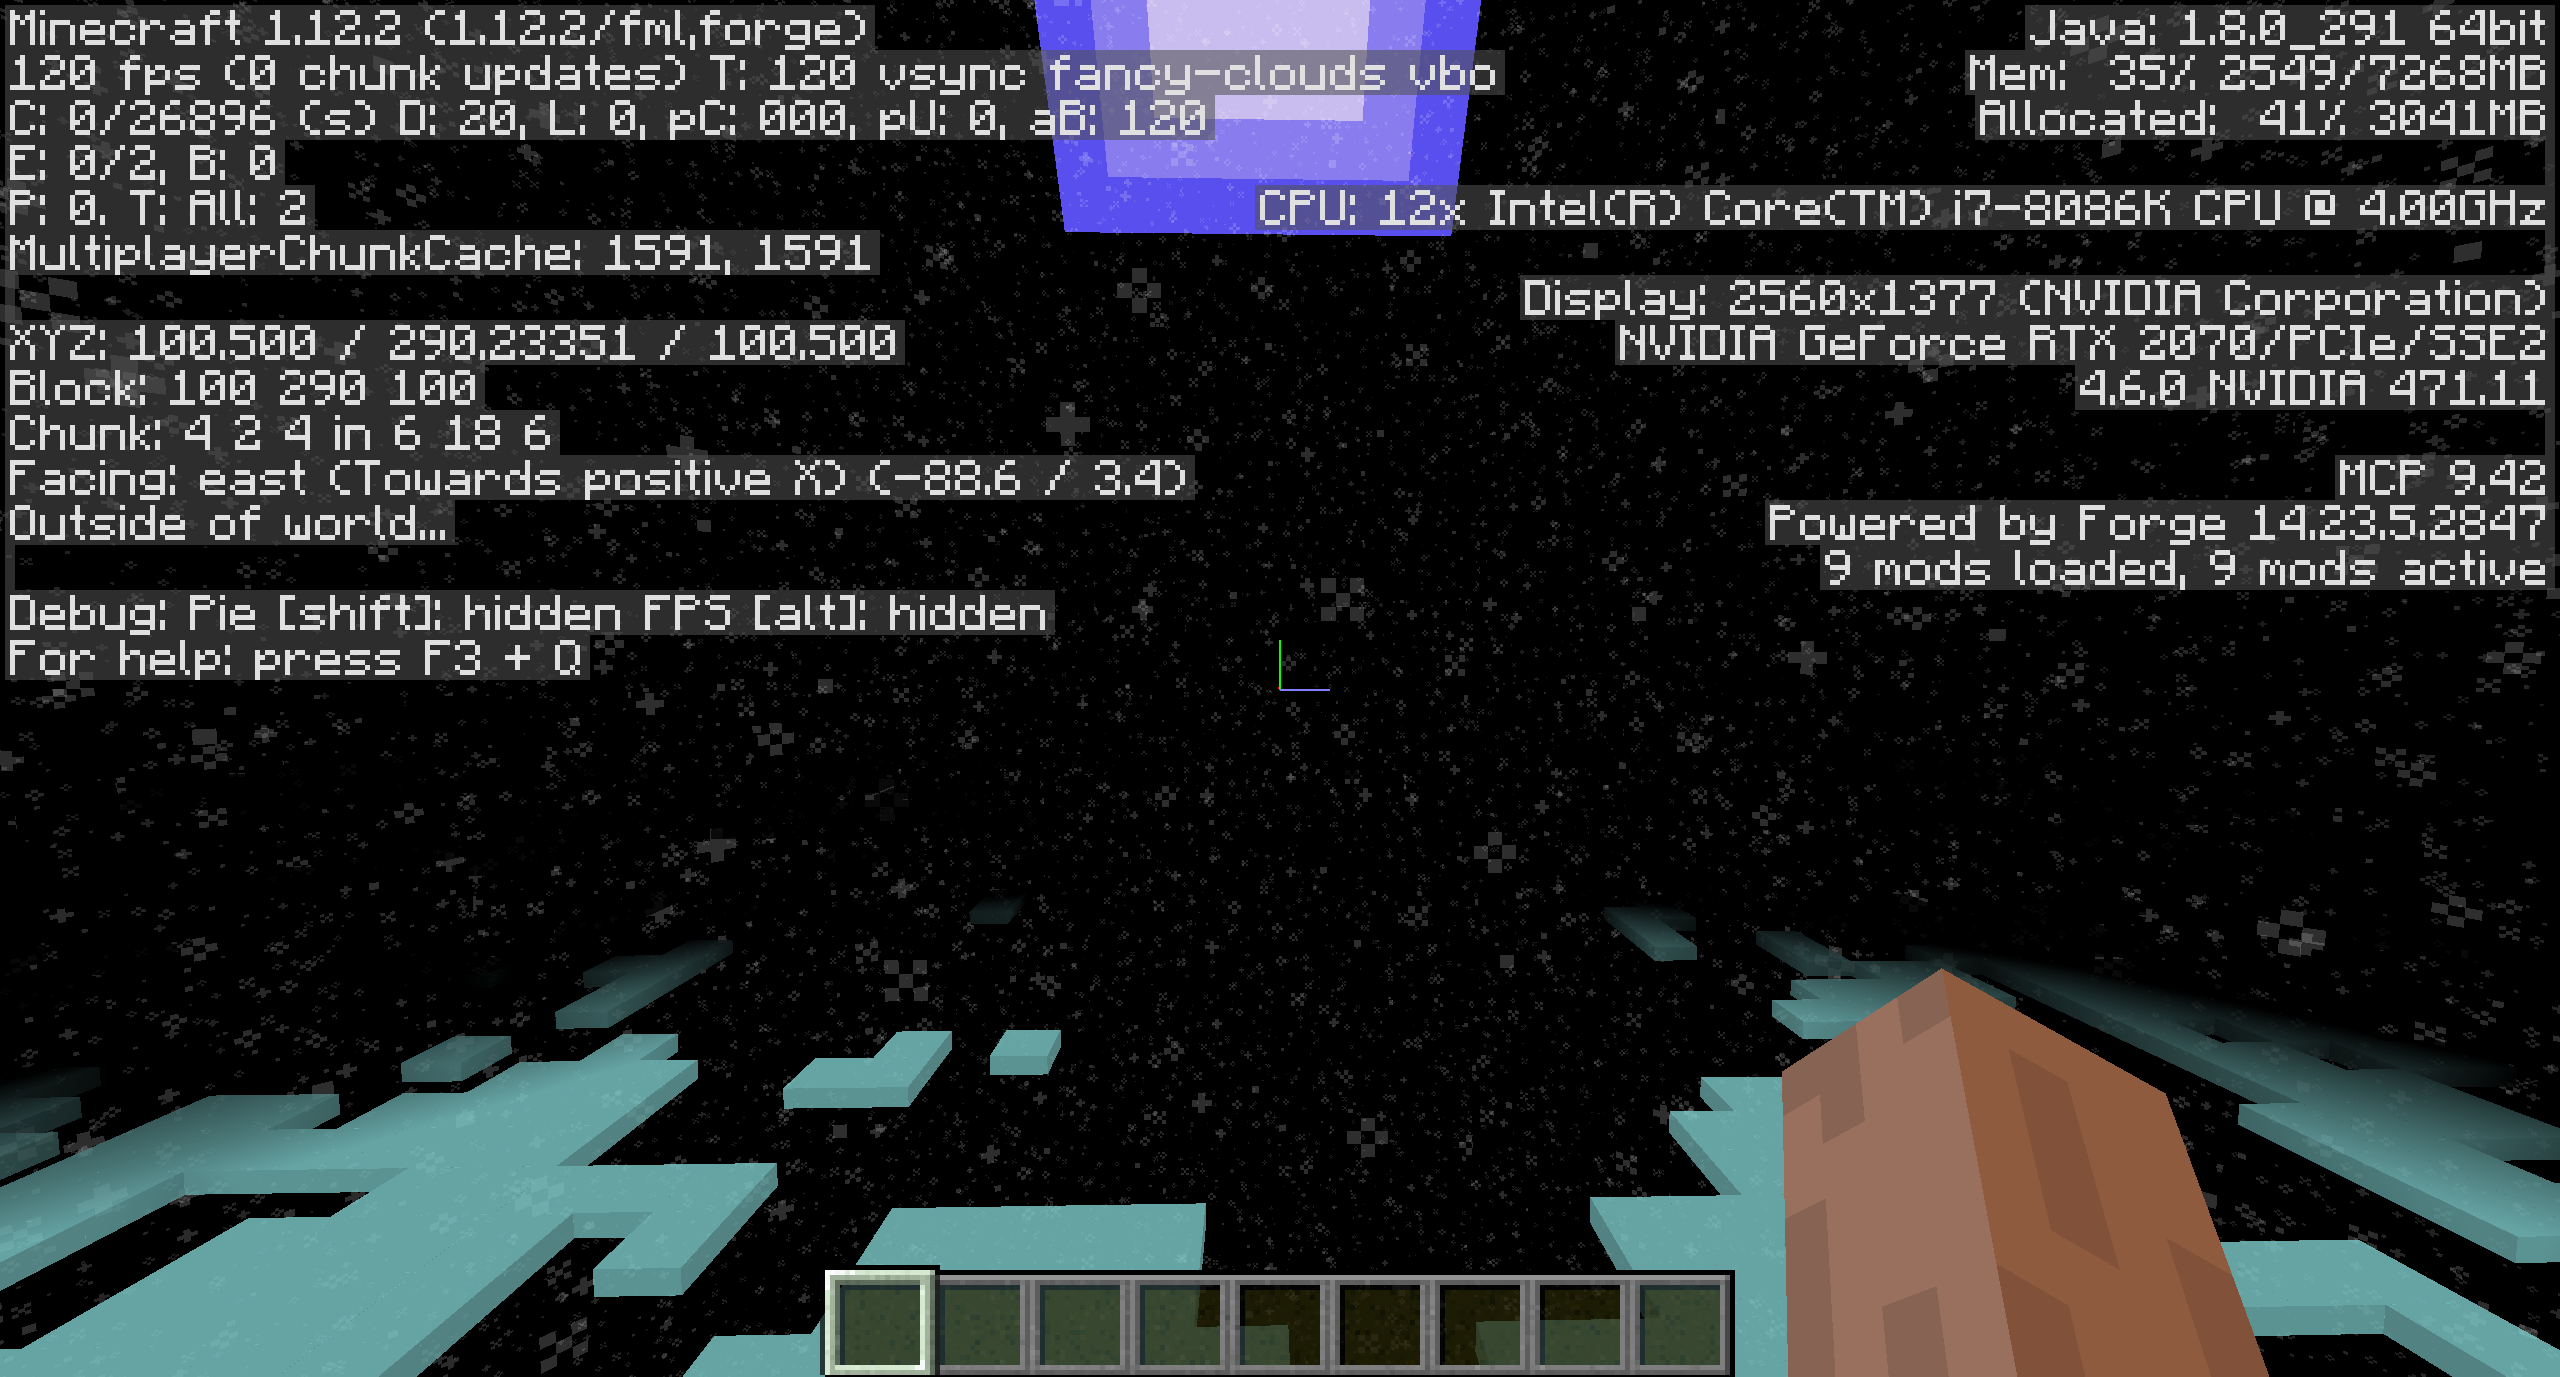 Minecraft 1.12.2 (1.12.2/fml,forge)
120 fps (0 chunk updates) T: 120 vsync fancy-clouds vbo
C: 0/26896 (s) D: 20, L: 0, pC: 000, pU: 0, aB: 120
E: 0/2, B: 0
P: 0. T: All: 2
MultiplayerChunkCache: 1591, 1591
XYZ: 100.500 / 290.23351 / 100.500
Block: 100 290 100
Chunk: 4 2 4 in 6 18 6
Facing: east (Towards positive X) (-88.6 / 3.4)
Outside of world...
Debug: Pie [shift]: hidden FPS [alt]: hidden
For help: press F3 + Q
Java: 1.8.0_291 64bit
Mem: 35% 2549/7268MB
Allocated: 41% 3041MB
CPU: 12x Intel(R) Core(TM) i7-8086K CPU @ 4.00GHz
Display: 2560x1377 (NVIDIA Corporation)
NVIDIA GeForce RTX 2070/PCIe/SSE2
4.6.0 NVIDIA 471.11
MCP 9.42
Powered by Forge 14.23.5.2847
9 mods loaded, 9 mods active